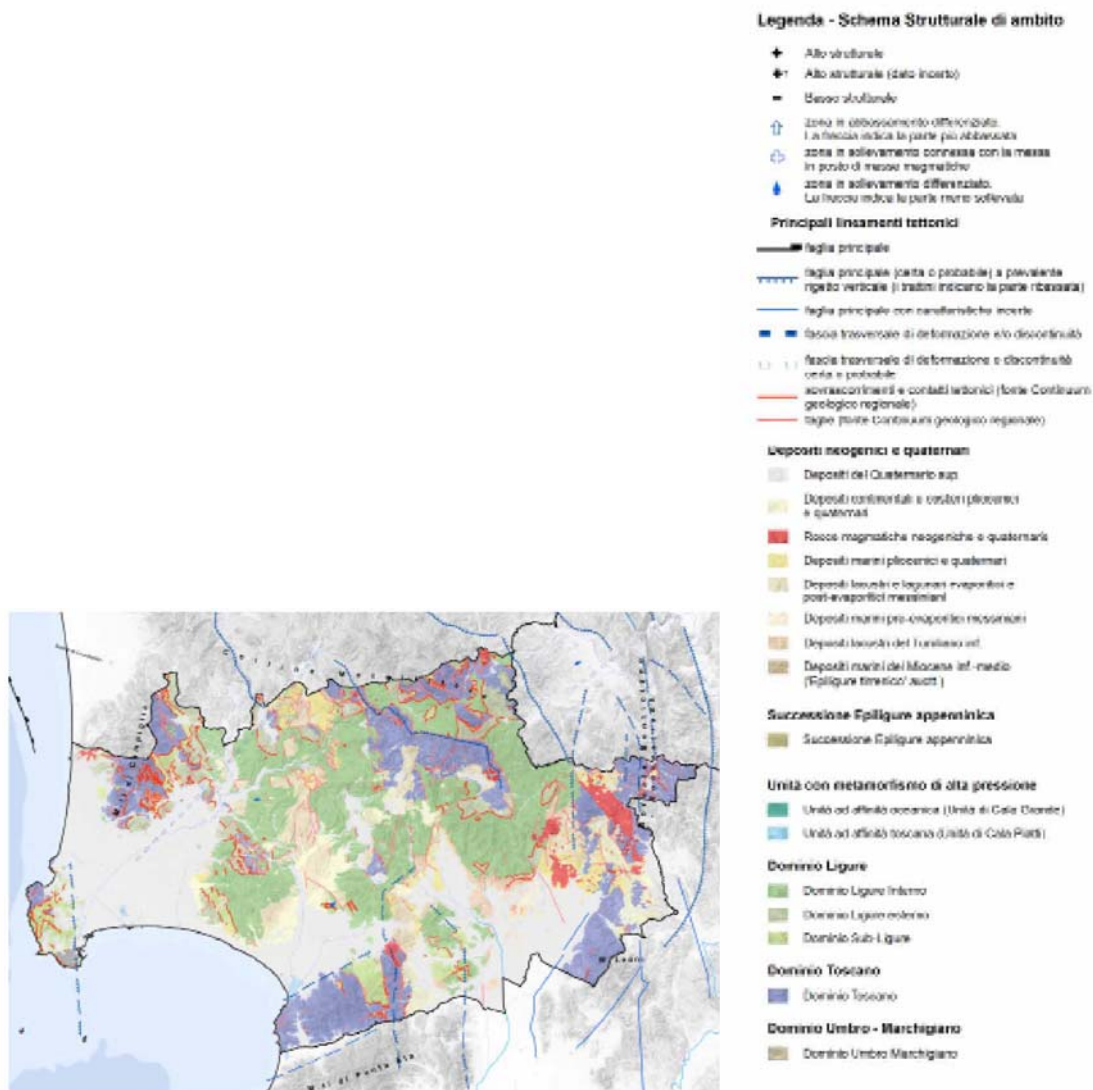 Legenda - Schema Strutturale di ambito
Alto strutturale
Alto strutturale (dato incerto)
Basso strutturale
zona in abbassamento differenziato.
La freccia indica la parte più abbassata
zona in sollevamento connessa con la messa
in posto di masse magmatiche
zona in sollevamento differenziato.
La freccia indica la parte meno sollevata
Principali lineamenti tettonici
faglia principale
faglia principale (certa o probabile) a prevalente
rigetto verticale (i trattini indicano la parte ribassata)
faglia principale con caratteristiche incerte
fascia trasversale di deformazione e/o discontinuità
fascia trasversale di deformazione o discontinuità
certa o probabile
sovrascorrimenti e contatti tettonici (fonte Continuum
geologico regionale)
faglie (fonte Continuum geologico regionale)
Depositi neogenici e quaternari
Depositi del Quaternario sup.
Depositi continentali e costieri pliocenici
e quaternari
Rocce magmatiche neogeniche e quaternarie
Depositi marini pliocenici e quaternari
Depositi lacustri e lagunari evaporitici e
post-evaporitici messiniani
Depositi marini pre-evaporitici messiniani
Depositi lacustri del Turoliano inf.
Depositi marini del Miocene inf.-medio
('Epiligure tirrenico' auct.)
Successione Epiligure appenninica
Successione Epiligure appenninica
Unità con metamorfismo di alta pressione
Unità ad affinità oceanica (Unità di Cala Grande)
Unità ad affinità toscana (Unità di Cala Piatti)
Dominio Ligure
Dominio Ligure Interno
Dominio Ligure esterno
Dominio Sub-Ligure
Dominio Toscano
Dominio Toscano
Dominio Umbro - Marchigiano
Dominio Umbro Marchigiano